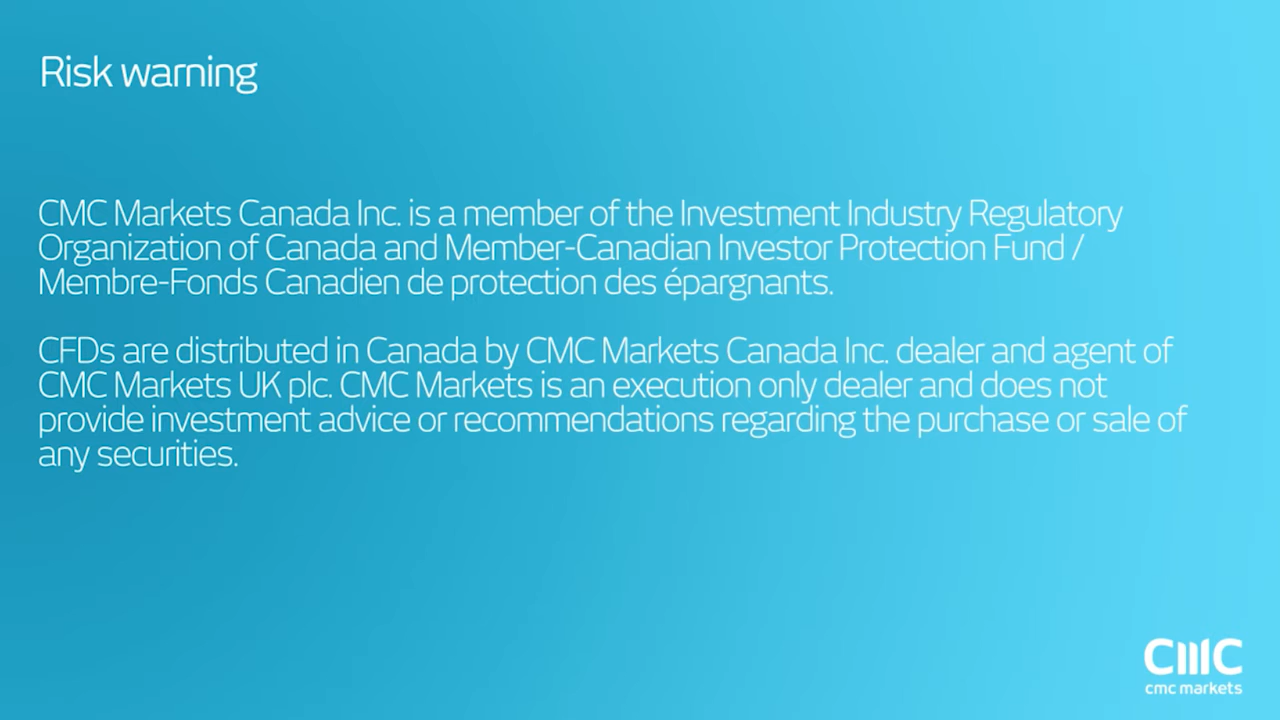 Risk warning
CMC Markets Canada Inc. is a member of the Investment Industry Regulatory
Organization of Canada and Member-Canadian Investor Protection Fund /
Membre-Fonds Canadien de protection des épargnants.
CFDs are distributed in Canada by CMC Markets Canada Inc. dealer and agent of
CMC Markets UK plc. CMC Markets is an execution only dealer and does not
provide investment advice or recommendations regarding the purchase or sale of
any securities.
CMC
cmc markets